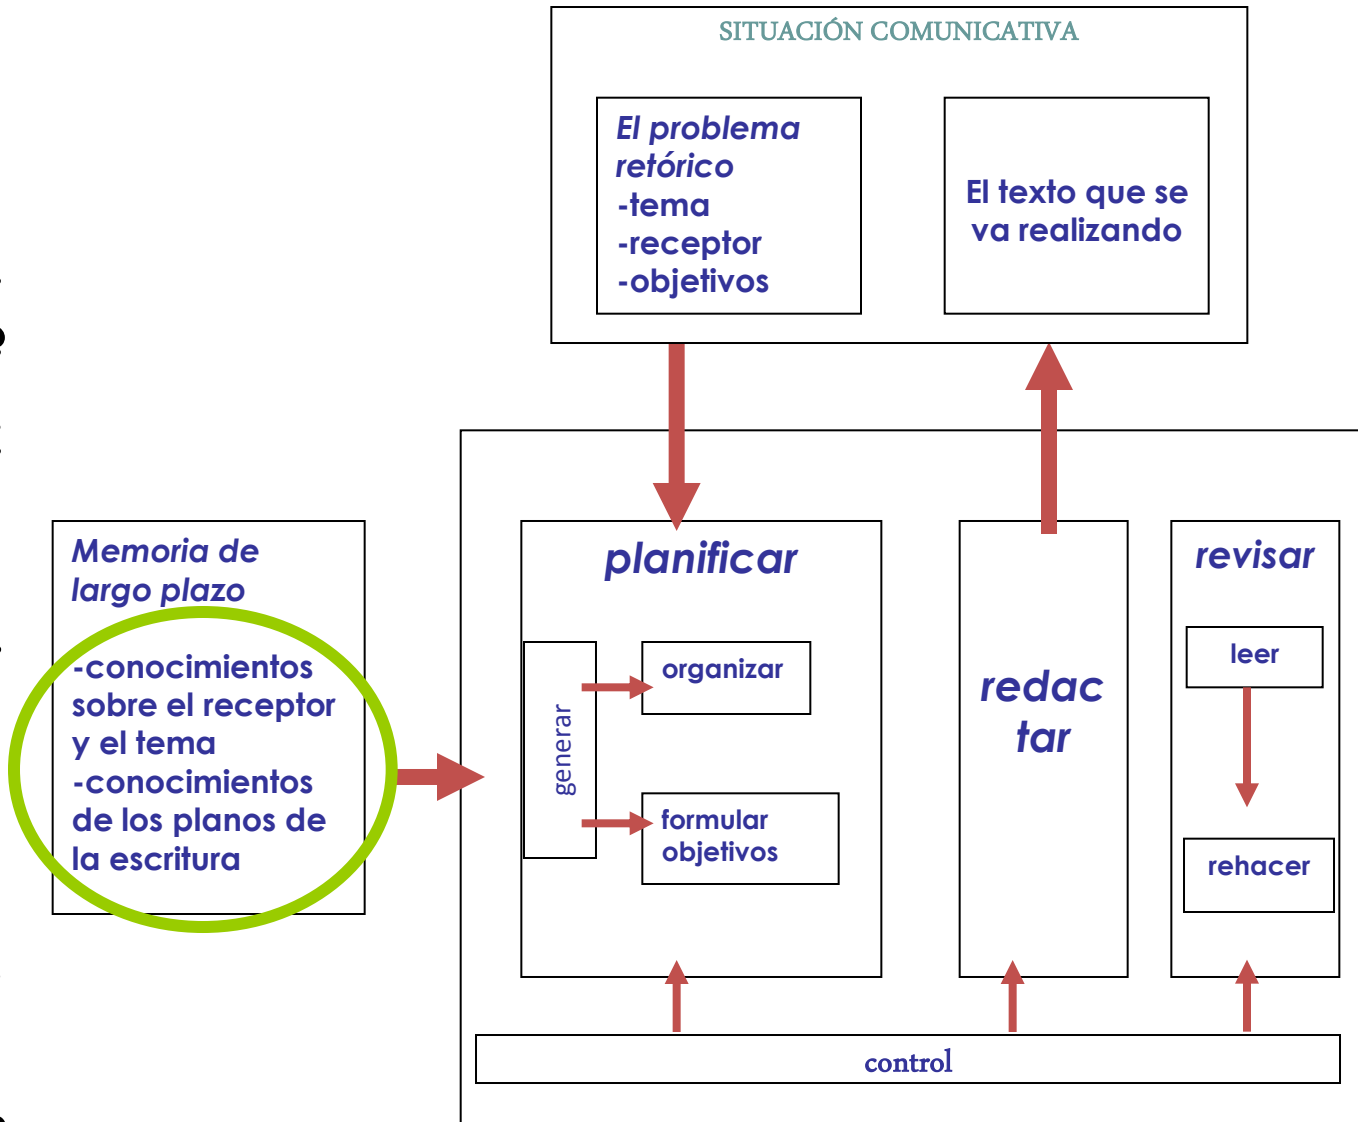 SITUACIÓN COMUNICATIVA
El problema
retórico
-tema
-receptor
-objetivos
El texto que se
va realizando
Memoria de
largo plazo
-conocimientos
sobre el receptor
y el tema
-conocimientos
de los planos de
la escritura
planificar
generar
organizar
formular
objetivos
redac
tar
revisar
leer
rehacer
control